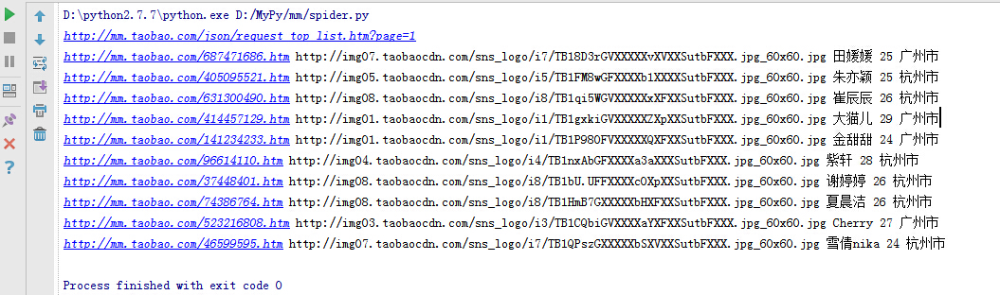 D:\python2.7.7\python.exe D:/MyPy/mm/spider.py
http://mm.taobao.com/json/request_top_list.htm?page=1
http://mm.taobao.com/687471686.htm http://img07.taobaocdn.com/sns_logo/i7/TB18D3rGVXXXXXvXVXXSutbFXXX.jpg_60x60.jpg 田媛媛 25 广州市
http://mm.taobao.com/405095521.htm http://img05.taobaocdn.com/sns_logo/i5/TB1FM8wGFXXXXb1XXXXSutbFXXX.jpg_60x60.jpg 朱亦颖 25 杭州市
http://mm.taobao.com/631300490.htm http://img08.taobaocdn.com/sns_logo/i8/TB1qi5WGVXXXXXxXFXXSutbFXXX.jpg_60x60.jpg 崔辰辰 26 杭州市
http://mm.taobao.com/414457129.htm http://img01.taobaocdn.com/sns_logo/i1/TB1gxkiGVXXXXXZXpXXSutbFXXX.jpg_60x60.jpg 大猫儿 29 广州市
http://mm.taobao.com/141234233.htm http://img01.taobaocdn.com/sns_logo/i1/TB1P980FVXXXXXQXFXXSutbFXXX.jpg_60x60.jpg 金甜甜 24 广州市
http://mm.taobao.com/96614110.htm http://img04.taobaocdn.com/sns_logo/i4/TB1nxAbGFXXXXa3aXXXSutbFXXX.jpg_60x60.jpg 紫轩 28 杭州市
http://mm.taobao.com/37448401.htm http://img08.taobaocdn.com/sns_logo/i8/TB1bU.UFFXXXXcOXpXXSutbFXXX.jpg_60x60.jpg 谢婷婷 26 杭州市
http://mm.taobao.com/74386764.htm http://img08.taobaocdn.com/sns_logo/i8/TB1HmB7GXXXXXbHXFXXSutbFXXX.jpg_60x60.jpg 夏晨洁 26 杭州市
http://mm.taobao.com/523216808.htm http://img03.taobaocdn.com/sns_logo/i3/TB1CQbiGVXXXXaYXFXXSutbFXXX.jpg_60x60.jpg Cherry 27 广州市
http://mm.taobao.com/46599595.htm http://img07.taobaocdn.com/sns_logo/i7/TB1QPszGXXXXXbSXVXXSutbFXXX.jpg_60x60.jpg 雪倩nika 24 杭州市
Process finished with exit code 0